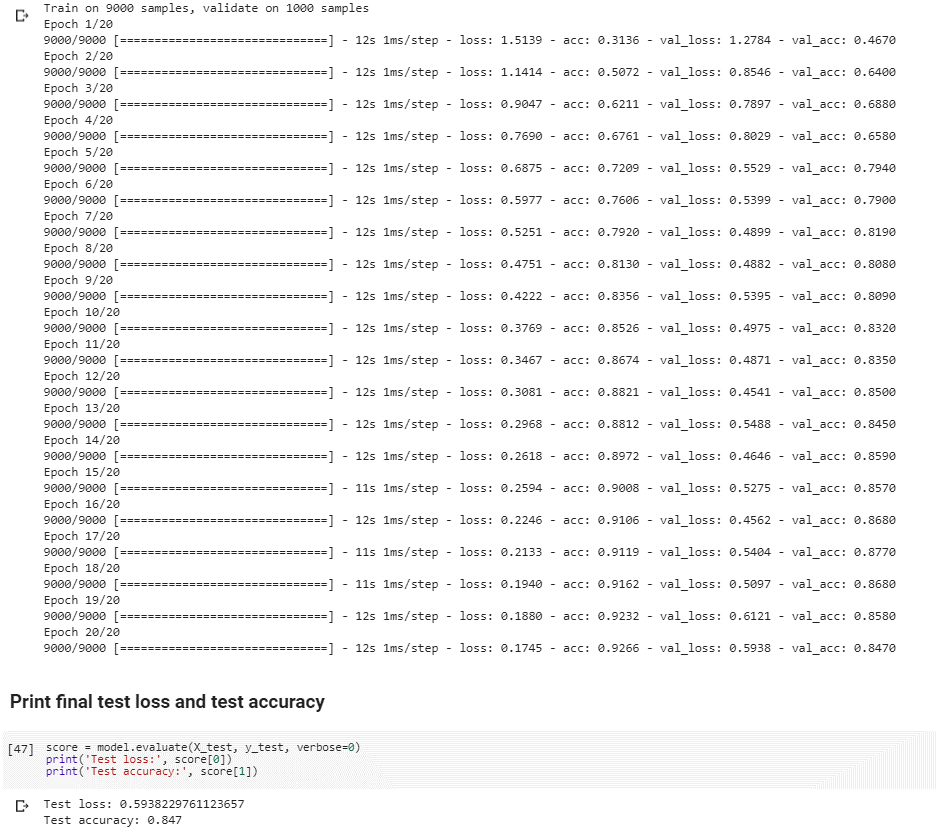 Train on 9000 samples, validate on 1000 samples
Epoch 1/20
9000/9000 [==============================] - 12s 1ms/step - loss: 1.5139 - acc: 0.3136 - val_loss: 1.2784 - val_acc: 0.4670
Epoch 2/20
9000/9000 [==============================] - 12s 1ms/step - loss: 1.1414 - acc: 0.5072 - val_loss: 0.8546 - val_acc: 0.6400
Epoch 3/20
9000/9000 [==============================] - 12s 1ms/step - loss: 0.9047 - acc: 0.6211 - val_loss: 0.7897 - val_acc: 0.6880
Epoch 4/20
9000/9000 [==============================] - 12s 1ms/step - loss: 0.7690 - acc: 0.6761 - val_loss: 0.8029 - val_acc: 0.6580
Epoch 5/20
9000/9000 [==============================] - 12s 1ms/step - loss: 0.6875 - acc: 0.7209 - val_loss: 0.5529 - val_acc: 0.7940
Epoch 6/20
9000/9000 [==============================] - 12s 1ms/step - loss: 0.5977 - acc: 0.7606 - val_loss: 0.5399 - val_acc: 0.7900
Epoch 7/20
9000/9000 [==============================] - 12s 1ms/step - loss: 0.5251 - acc: 0.7920 - val_loss: 0.4899 - val_acc: 0.8190
Epoch 8/20
9000/9000 [==============================] - 12s 1ms/step - loss: 0.4751 - acc: 0.8130 - val_loss: 0.4882 - val_acc: 0.8080
Epoch 9/20
9000/9000 [==============================] - 12s 1ms/step - loss: 0.4222 - acc: 0.8356 - val_loss: 0.5395 - val_acc: 0.8090
Epoch 10/20
9000/9000 [==============================] - 12s 1ms/step - loss: 0.3769 - acc: 0.8526 - val_loss: 0.4975 - val_acc: 0.8320
Epoch 11/20
9000/9000 [==============================] - 12s 1ms/step - loss: 0.3467 - acc: 0.8674 - val_loss: 0.4871 - val_acc: 0.8350
Epoch 12/20
9000/9000 [==============================] - 12s 1ms/step - loss: 0.3081 - acc: 0.8821 - val_loss: 0.4541 - val_acc: 0.8500
Epoch 13/20
9000/9000 [==============================] - 12s 1ms/step - loss: 0.2968 - acc: 0.8812 - val_loss: 0.5488 - val_acc: 0.8450
Epoch 14/20
9000/9000 [==============================] - 12s 1ms/step - loss: 0.2618 - acc: 0.8972 - val_loss: 0.4646 - val_acc: 0.8590
Epoch 15/20
9000/9000 [==============================] - 11s 1ms/step - loss: 0.2594 - acc: 0.9008 - val_loss: 0.5275 - val_acc: 0.8570
Epoch 16/20
9000/9000 [==============================] - 12s 1ms/step - loss: 0.2246 - acc: 0.9106 - val_loss: 0.4562 - val_acc: 0.8680
Epoch 17/20
9000/9000 [==============================] - 11s 1ms/step - loss: 0.2133 - acc: 0.9119 - val_loss: 0.5404 - val_acc: 0.8770
Epoch 18/20
9000/9000 [==============================] - 11s 1ms/step - loss: 0.1940 - acc: 0.9162 - val_loss: 0.5097 - val_acc: 0.8680
Epoch 19/20
9000/9000 [==============================] - 12s 1ms/step - loss: 0.1880 - acc: 0.9232 - val_loss: 0.6121 - val_acc: 0.8580
Epoch 20/20
9000/9000 [==============================] - 12s 1ms/step - loss: 0.1745 - acc: 0.9266 - val_loss: 0.5938 - val_acc: 0.8470
Print final test loss and test accuracy
[47] score = model.evaluate(X_test, y_test, verbose=0)
print('Test loss:', score[0])
print('Test accuracy:', score[1])
Test loss: 0.5938229761123657
Test accuracy: 0.847